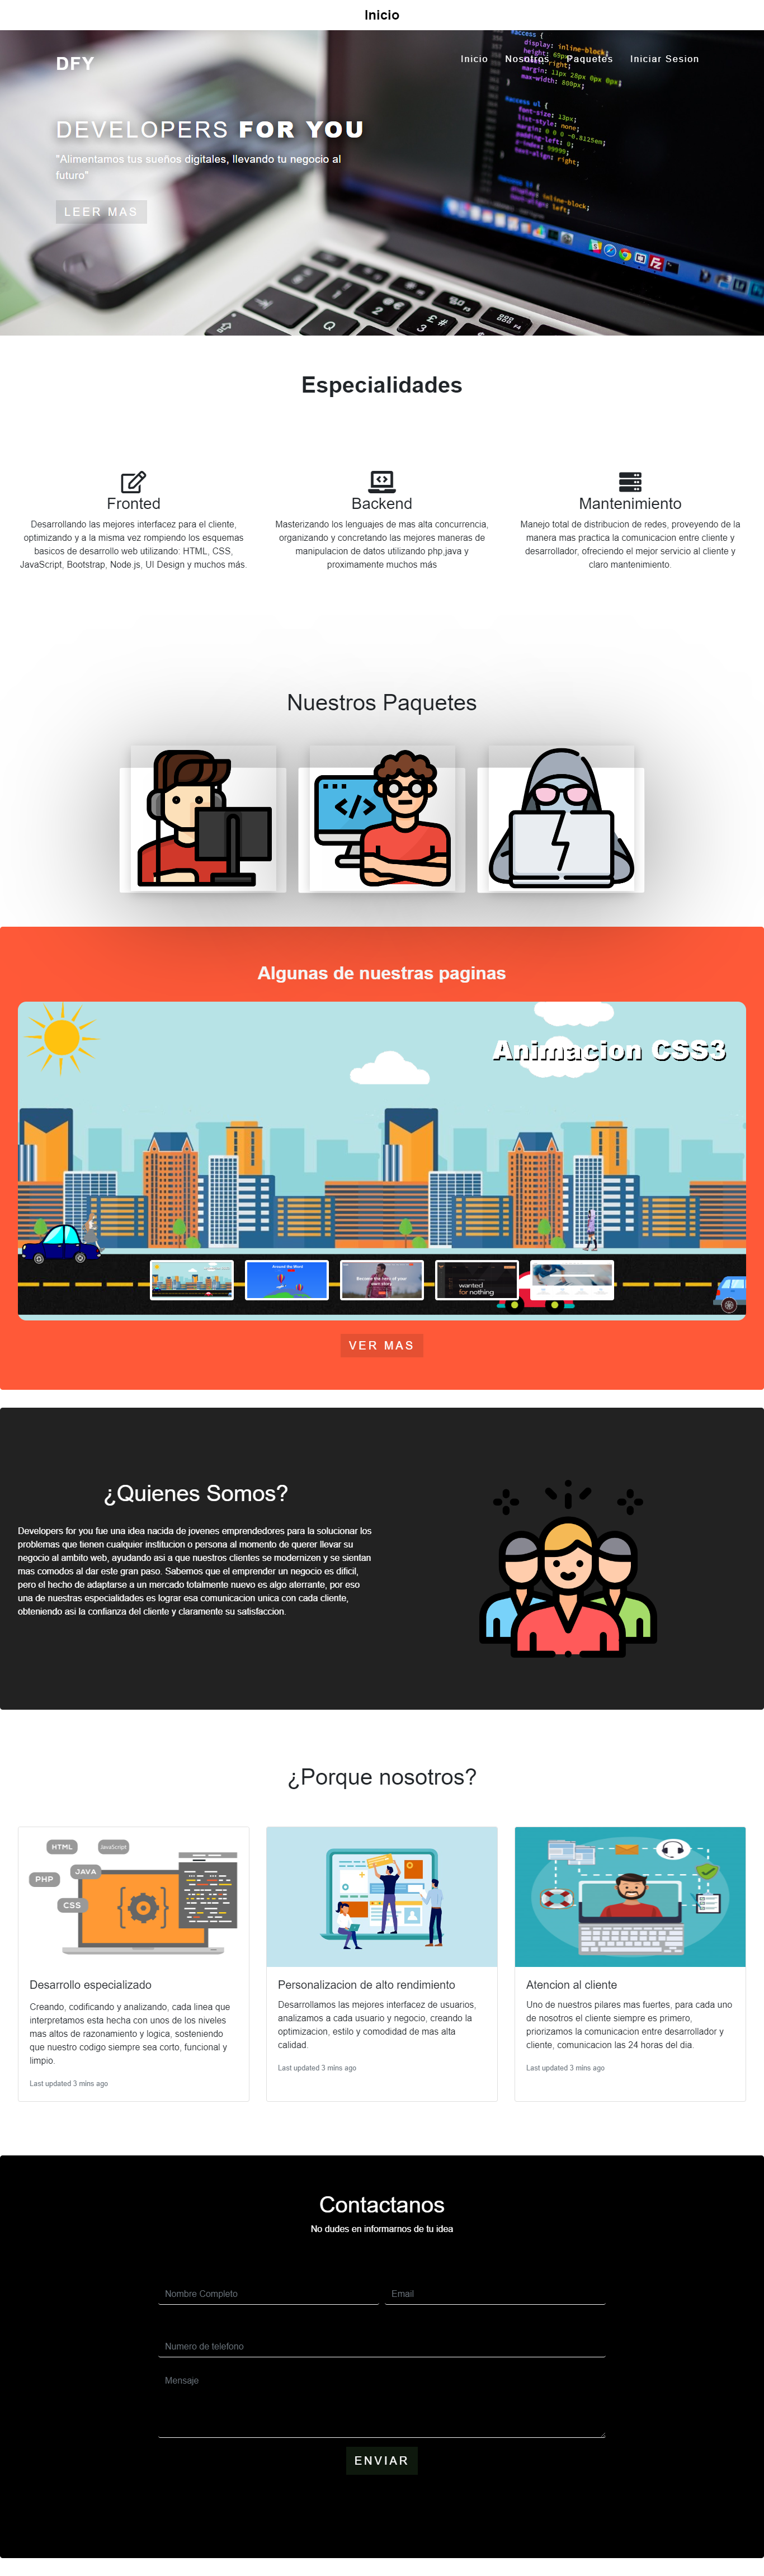 Inicio
DFY
Inicio Nosotros Paquetes Iniciar Sesion
DEVELOPERS FOR YOU
"Alimentamos tus sueños digitales, llevando tu negocio al
futuro"
LEER MAS
Especialidades
Fronted
Desarrollando las mejores interfacez para el cliente,
optimizando y a la misma vez rompiendo los esquemas
basicos de desarrollo web utilizando: HTML, CSS,
JavaScript, Bootstrap, Node.js, UI Design y muchos más.
Backend
Masterizando los lenguajes de mas alta concurrencia,
organizando y concretando las mejores maneras de
manipulacion de datos utilizando php,java y
proximamente muchos más
Mantenimiento
Manejo total de distribucion de redes, proveyendo de la
manera mas practica la comunicacion entre cliente y
desarrollador, ofreciendo el mejor servicio al cliente y
claro mantenimiento.
Nuestros Paquetes
Algunas de nuestras paginas
Animacion CSS3
wanted
for nothing
VER MAS
¿Quienes Somos?
Developers for you fue una idea nacida de jovenes emprendedores para la solucionar los
problemas que tienen cualquier institucion o persona al momento de querer llevar su
negocio al ambito web, ayudando asi a que nuestros clientes se modernizen y se sientan
mas comodos al dar este gran paso. Sabemos que el emprender un negocio es dificil,
pero el hecho de adaptarse a un mercado totalmente nuevo es algo aterrante, por eso
una de nuestras especialidades es lograr esa comunicacion unica con cada cliente,
obteniendo asi la confianza del cliente y claramente su satisfaccion.
¿Porque nosotros?
HTML
JavaScript
JAVA
PHP
CSS
Desarrollo especializado
Creando, codificando y analizando, cada linea que
interpretamos esta hecha con unos de los niveles
mas altos de razonamiento y logica, sosteniendo
que nuestro codigo siempre sea corto, funcional y
limpio.
Last updated 3 mins ago
Personalizacion de alto rendimiento
Desarrollamos las mejores interfacez de usuarios,
analizamos a cada usuario y negocio, creando la
optimizacion, estilo y comodidad de mas alta
calidad.
Last updated 3 mins ago
Atencion al cliente
Uno de nuestros pilares mas fuertes, para cada uno
de nosotros el cliente siempre es primero,
priorizamos la comunicacion entre desarrollador y
cliente, comunicacion las 24 horas del dia.
Last updated 3 mins ago
Contactanos
No dudes en informarnos de tu idea
Nombre Completo
Email
Numero de telefono
Mensaje
ENVIAR